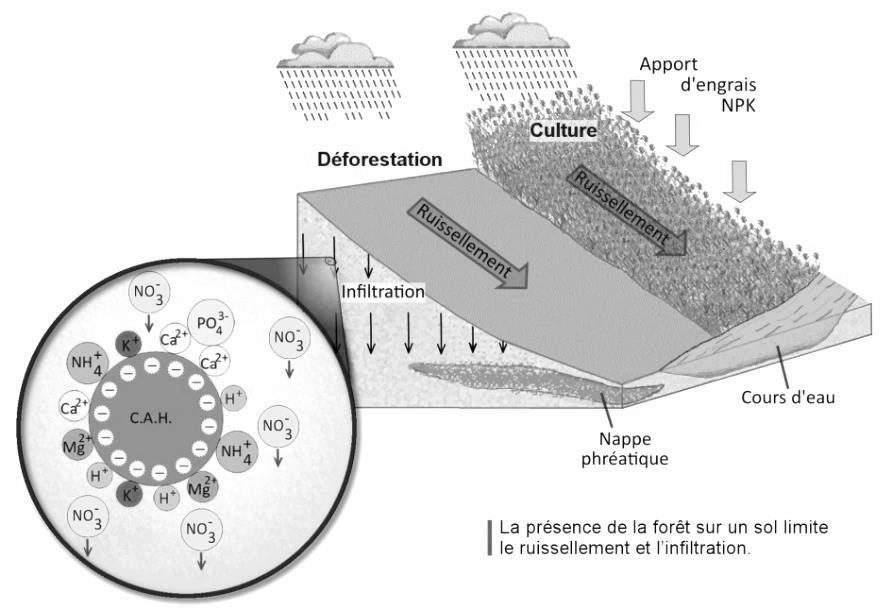 Apport
d'engrais
NPK
Culture
Déforestation
Ruissellement
Ruissellement
Infiltration
NO3-
PO43-
Ca2+
K+
NO3-
NH4+
Ca2+
H+
Ca2+
C.A.H.
NO3-
Mg2+
NH4+
H+
Mg2+
K+
H+
NO3-
NO3-
Cours d'eau
Nappe
phréatique
La présence de la forêt sur un sol limite
le ruissellement et l'infiltration.